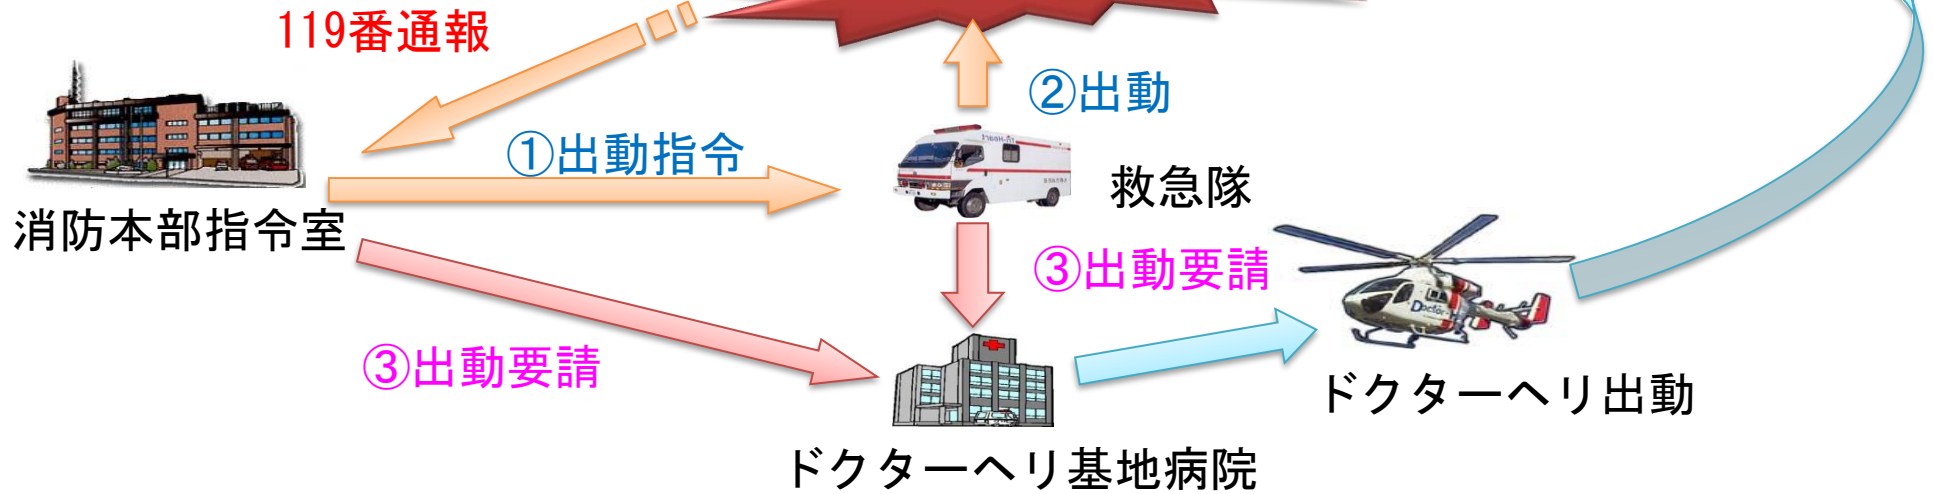 119番通報
②出動
①出動指令
救急隊
消防本部指令室
③出動要請
Doctor
③出動要請
ドクターヘリ出動
ドクターヘリ基地病院